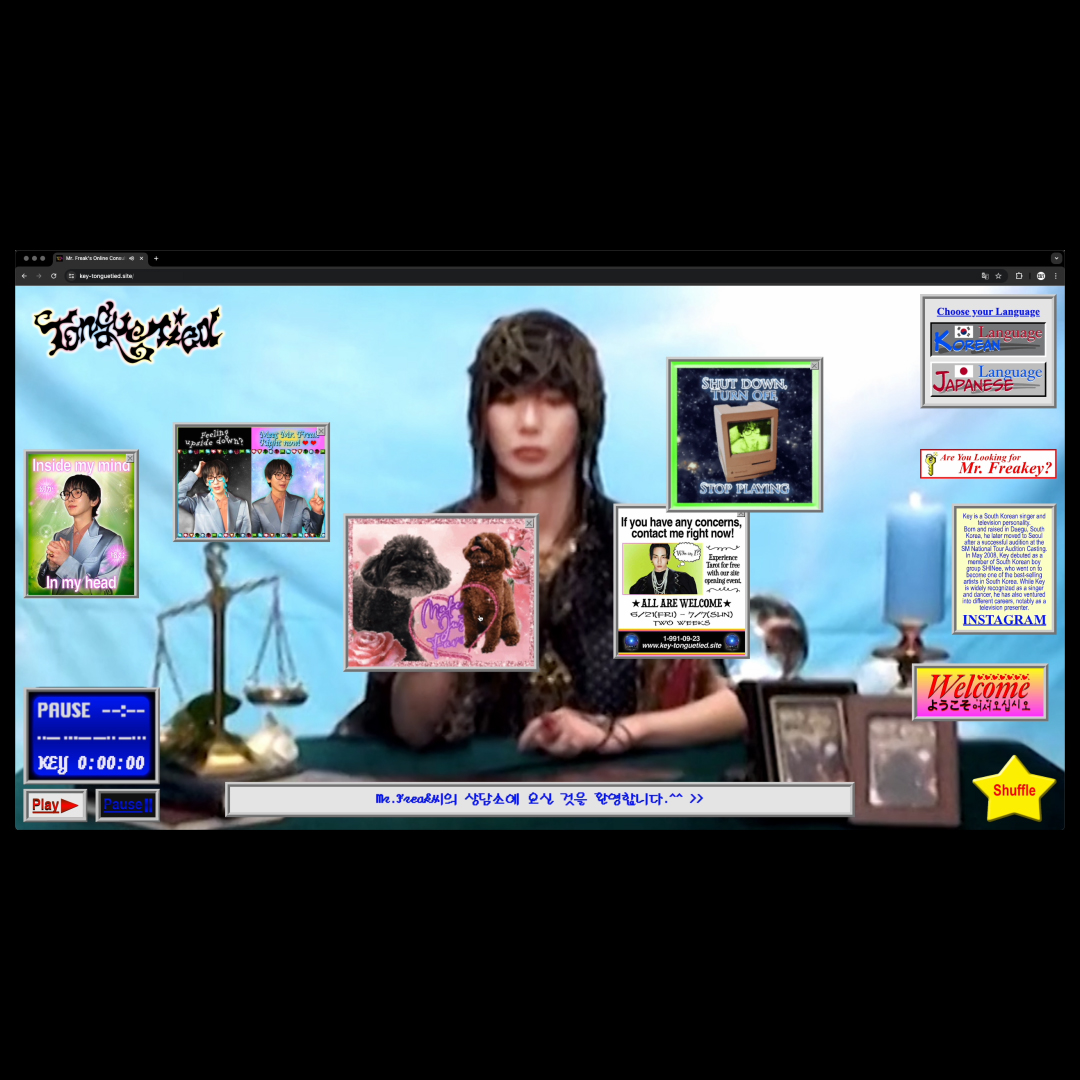 Mr. Freak's Online Consul
key-tonguetied.site/
Tonguetied
Choose your Language
Language
KOREAN
Language
JAPANESE
Are You Looking for
Mr. Freakey?
Inside my mind
In my head
Feeling
upside down?
Meet Mr. Freak
Right now!
SHUT DOWN,
TURN OFF,
STOP PLAYING
If you have any concerns,
contact me right now!
Who am I?
Experience
Tarot for free
with our site
opening event.
★ALL ARE WELCOME★
6/21(FRI) – 7/7(SUN)
TWO WEEKS
1-991-09-23
www.key-tonguetied.site
Key is a South Korean singer and
television personality.
Born and raised in Daegu, South
Korea, he later moved to Seoul
after a successful audition at the
SM National Tour Audition Casting.
In May 2008, Key debuted as a
member of South Korean boy
group SHINee, who went on to
become one of the best-selling
artists in South Korea. While Key
is widely recognized as a singer
and dancer, he has also ventured
into different careers, notably as a
television presenter.
INSTAGRAM
Welcome
ようこそ 어서오십시오
PAUSE --:--
KEY 0:00:00
Play
Pause
Mr.Freak씨의 상담소에 오신 것을 환영합니다.^^ >>
Shuffle